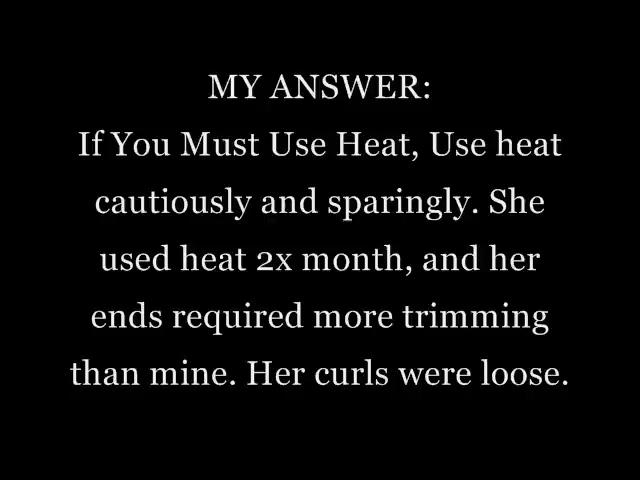 MY ANSWER:
If You Must Use Heat, Use heat
cautiously and sparingly. She
used heat 2x month, and her
ends required more trimming
than mine. Her curls were loose.